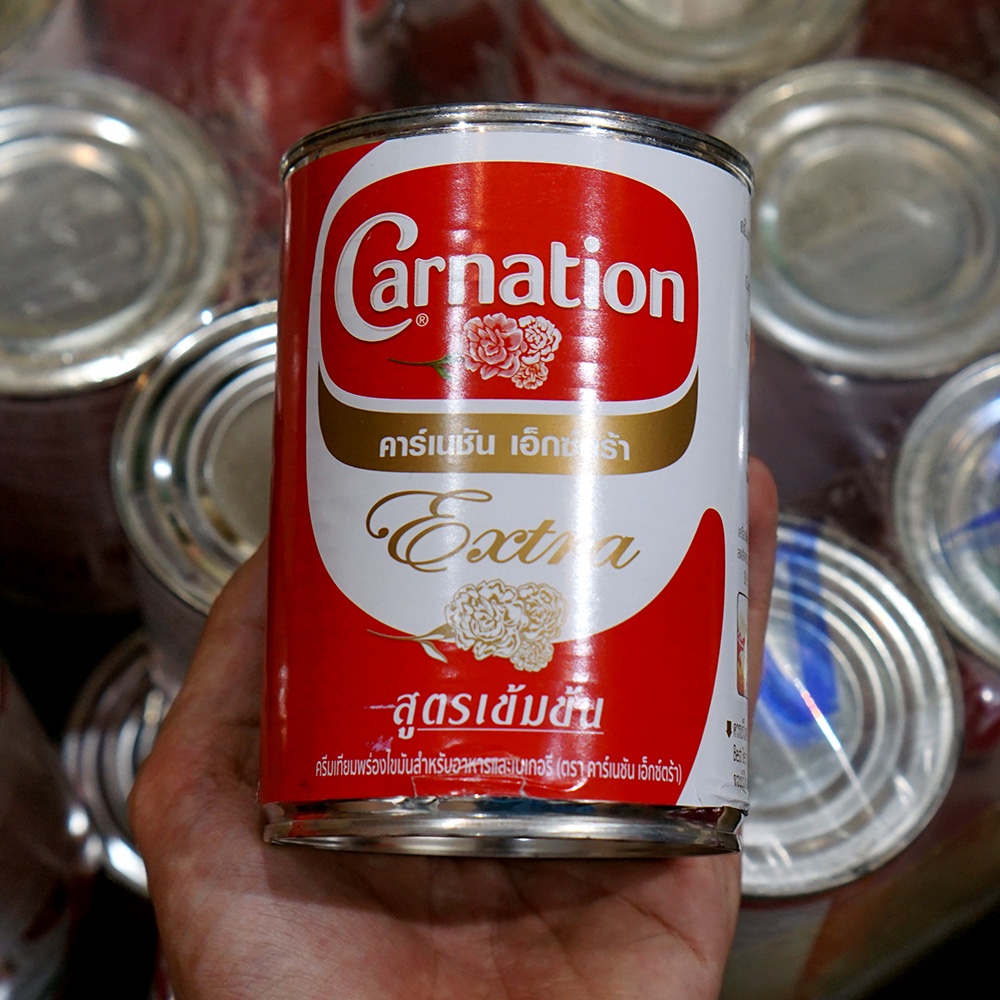 Carnation
®
คาร์เนชัน เอ็กซตร้า
Extra
สูตรเข้มข้น
ครีมเทียมพร่องไขมันสำหรับอาหารและเบเกอรี่ (ตรา คาร์เนชัน เอ็กซ์ตร้า)